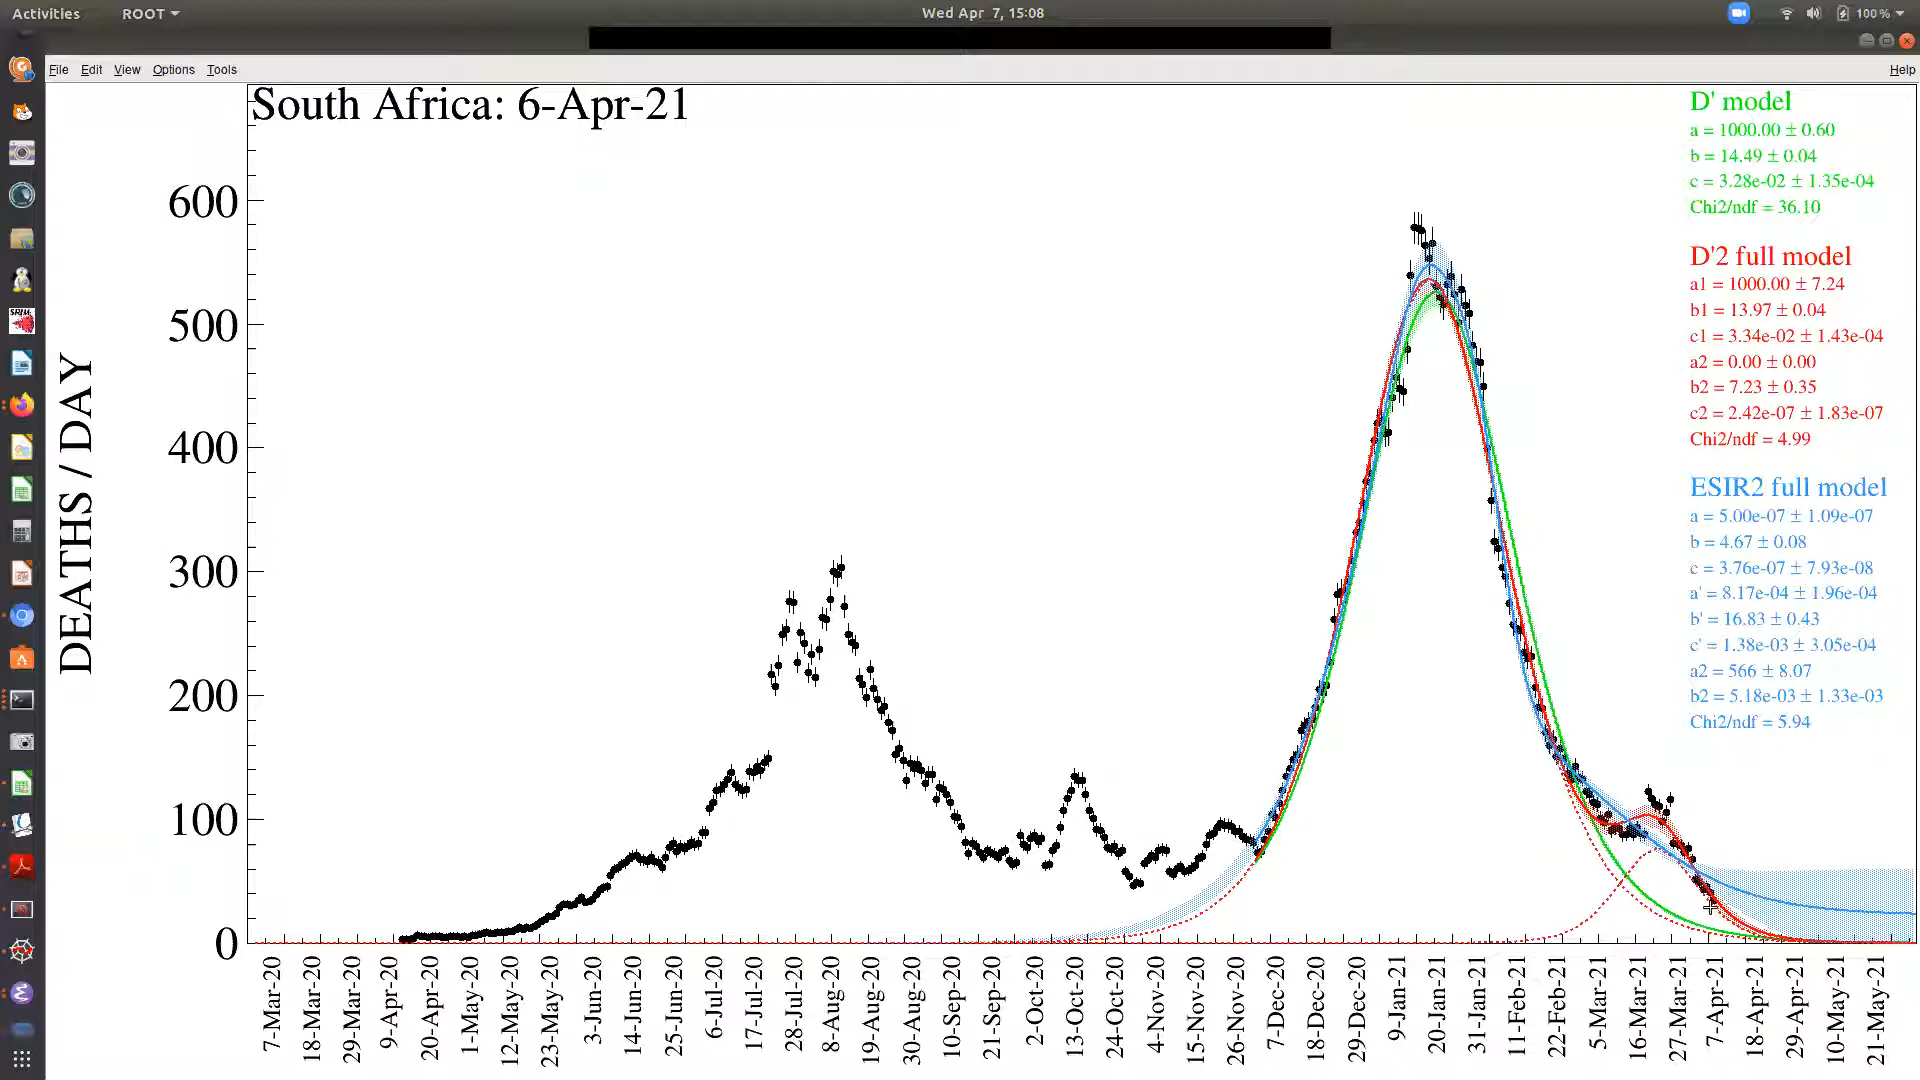 Activities
ROOT
Wed Apr 7, 15:08
100 %
File Edit View Options Tools
Help
South Africa: 6-Apr-21
DEATHS / DAY
600
500
400
300
200
100
0
7-Mar-20
18-Mar-20
29-Mar-20
9-Apr-20
20-Apr-20
1-May-20
12-May-20
23-May-20
3-Jun-20
14-Jun-20
25-Jun-20
6-Jul-20
17-Jul-20
28-Jul-20
8-Aug-20
19-Aug-20
30-Aug-20
10-Sep-20
21-Sep-20
2-Oct-20
13-Oct-20
24-Oct-20
4-Nov-20
15-Nov-20
26-Nov-20
7-Dec-20
18-Dec-20
29-Dec-20
9-Jan-21
20-Jan-21
31-Jan-21
11-Feb-21
22-Feb-21
5-Mar-21
16-Mar-21
27-Mar-21
7-Apr-21
18-Apr-21
29-Apr-21
10-May-21
21-May-21
D' model
a = 1000.00 ± 0.60
b = 14.49 ± 0.04
c = 3.28e-02 ± 1.35e-04
Chi2/ndf = 36.10
D'2 full model
a1 = 1000.00 ± 7.24
b1 = 13.97 ± 0.04
c1 = 3.34e-02 ± 1.43e-04
a2 = 0.00 ± 0.00
b2 = 7.23 ± 0.35
c2 = 2.42e-07 ± 1.83e-07
Chi2/ndf = 4.99
ESIR2 full model
a = 5.00e-07 ± 1.09e-07
b = 4.67 ± 0.08
c = 3.76e-07 ± 7.93e-08
a' = 8.17e-04 ± 1.96e-04
b' = 16.83 ± 0.43
c' = 1.38e-03 ± 3.05e-04
a2 = 566 ± 8.07
b2 = 5.18e-03 ± 1.33e-03
Chi2/ndf = 5.94